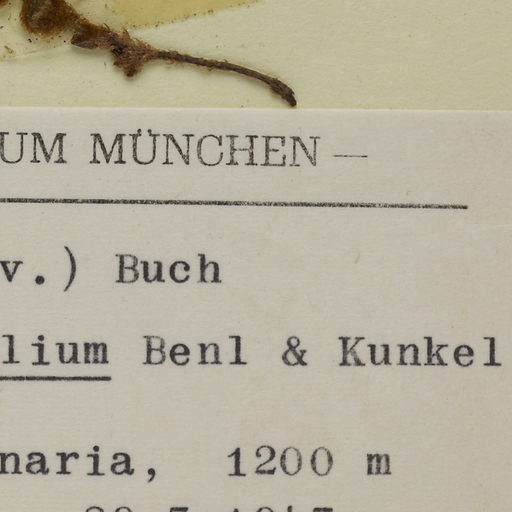 UM MÜNCHEN —
v.) Buch
lium Benl & Kunkel
naria, 1200 m